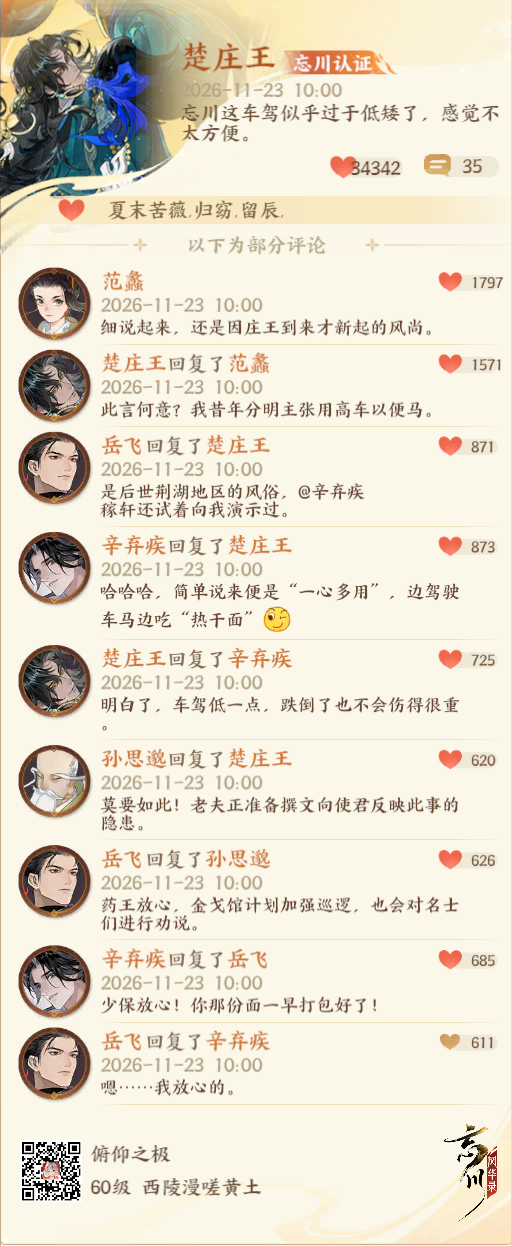 楚庄王 忘川认证
2026-11-23 10:00
忘川这车驾似乎过于低矮了，感觉不
太方便。
34342 35
夏末苦薇,归窈,留辰,
以下为部分评论
范蠡 1797
2026-11-23 10:00
细说起来，还是因庄王到来才新起的风尚。
楚庄王回复了范蠡 1571
2026-11-23 10:00
此言何意？我昔年分明主张用高车以便马。
岳飞回复了楚庄王 871
2026-11-23 10:00
是后世荆湖地区的风俗，@辛弃疾
稼轩还试着向我演示过。
辛弃疾回复了楚庄王 873
2026-11-23 10:00
哈哈哈，简单说来便是“一心多用”，边驾驶
车马边吃“热干面”
楚庄王回复了辛弃疾 725
2026-11-23 10:00
明白了，车驾低一点，跌倒了也不会伤得很重
。
孙思邈回复了楚庄王 620
2026-11-23 10:00
莫要如此！老夫正准备撰文向使君反映此事的
隐患。
岳飞回复了孙思邈 626
2026-11-23 10:00
药王放心，金戈馆计划加强巡逻，也会对名士
们进行劝说。
辛弃疾回复了岳飞 685
2026-11-23 10:00
少保放心！你那份面一早打包好了！
岳飞回复了辛弃疾 611
2026-11-23 10:00
嗯……我放心的。
俯仰之极
60级 西陵漫嗟黄土
忘川
风华录